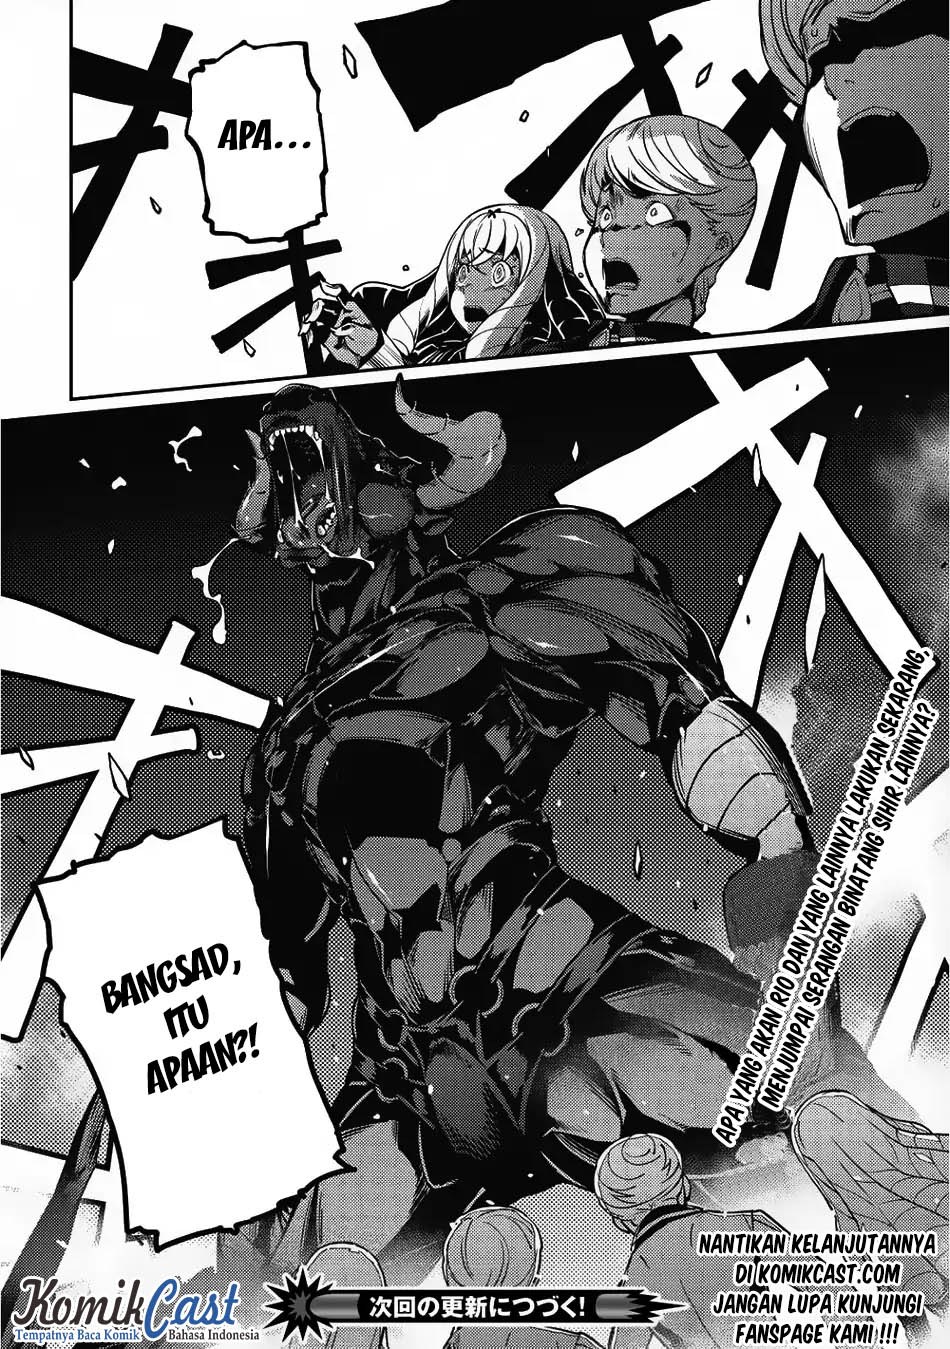 APA...
BANGSAD,
ITU
APAAN?!
APA YANG AKAN RIO DAN YANG LAINNYA LAKUKAN SEKARANG,
MENJUMPAI SERANGAN BINATANG SIHIR LAINNYA?
NANTIKAN KELANJUTANNYA
DI KOMIKCAST.COM
JANGAN LUPA KUNJUNGI
FANSPAGE KAMI !!!
KomikCast
Tempatnya Baca Komik Bahasa Indonesia
次回の更新につづく!